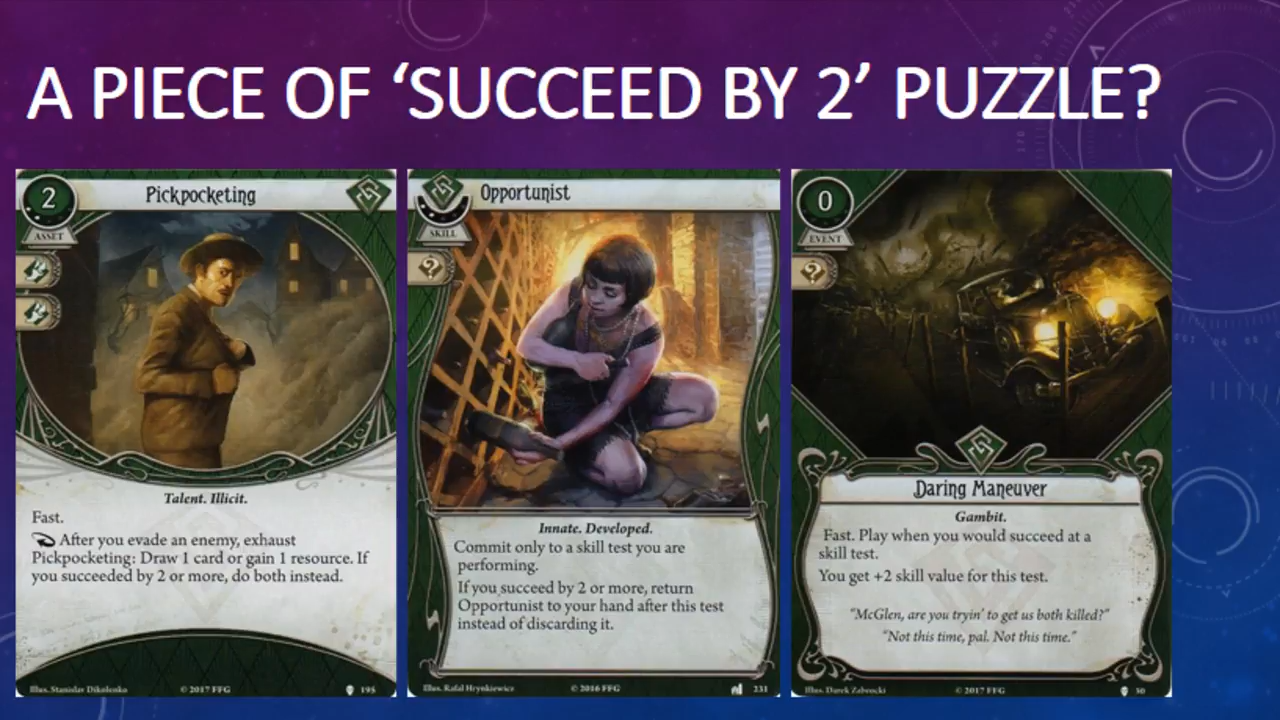 A PIECE OF ‘SUCCEED BY 2’ PUZZLE?
2
Pickpocketing
ASSET
Talent. Illicit.
Fast.
After you evade an enemy, exhaust
Pickpocketing: Draw 1 card or gain 1 resource. If
you succeeded by 2 or more, do both instead.
Illus. Stanislav Dikolenko
© 2017 FFG
195
Opportunist
SKILL
?
Innate. Developed.
Commit only to a skill test you are
performing.
If you succeed by 2 or more, return
Opportunist to your hand after this test
instead of discarding it.
Illus. Rafał Hrynkiewicz
© 2016 FFG
231
0
EVENT
?
Daring Maneuver
Gambit.
Fast. Play when you would succeed at a
skill test.
You get +2 skill value for this test.
"McGlen, are you tryin' to get us both killed?"
"Not this time, pal. Not this time."
Illus. Darek Zabrocki
© 2017 FFG
30